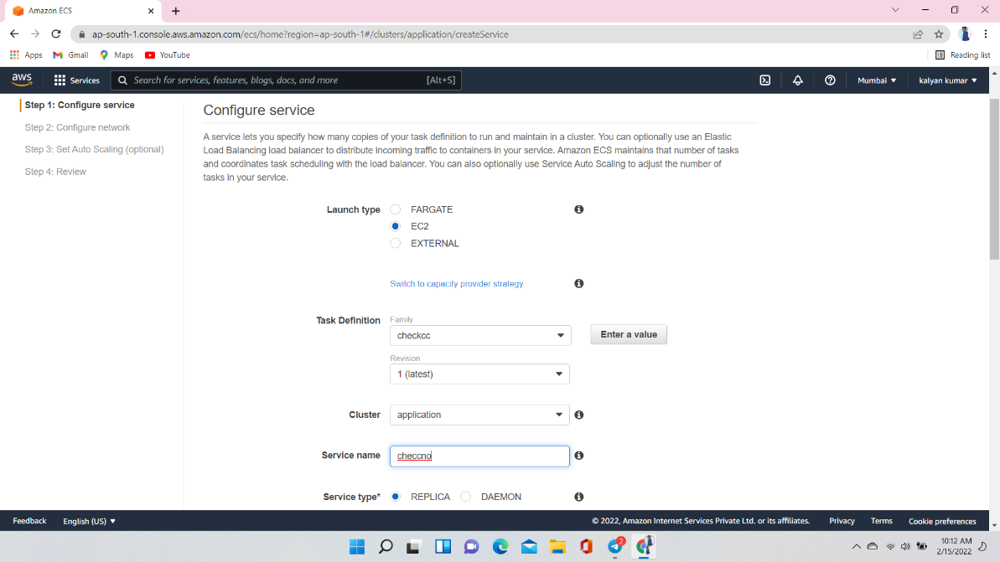 Amazon ECS
ap-south-1.console.aws.amazon.com/ecs/home?region=ap-south-1#/clusters/application/createService
Apps Gmail Maps YouTube Reading list
aws Services Search for services, features, blogs, docs, and more [Alt+S] Mumbai kalyan kumar
Step 1: Configure service
Step 2: Configure network
Step 3: Set Auto Scaling (optional)
Step 4: Review
Configure service
A service lets you specify how many copies of your task definition to run and maintain in a cluster. You can optionally use an Elastic
Load Balancing load balancer to distribute incoming traffic to containers in your service. Amazon ECS maintains that number of tasks
and coordinates task scheduling with the load balancer. You can also optionally use Service Auto Scaling to adjust the number of
tasks in your service.
Launch type FARGATE
EC2
EXTERNAL
Switch to capacity provider strategy
Task Definition Family
checkcc Enter a value
Revision
1 (latest)
Cluster application
Service name checcno
Service type* REPLICA DAEMON
Feedback English (US) © 2022, Amazon Internet Services Private Ltd. or its affiliates. Privacy Terms Cookie preferences
2
10:12 AM
2/15/2022